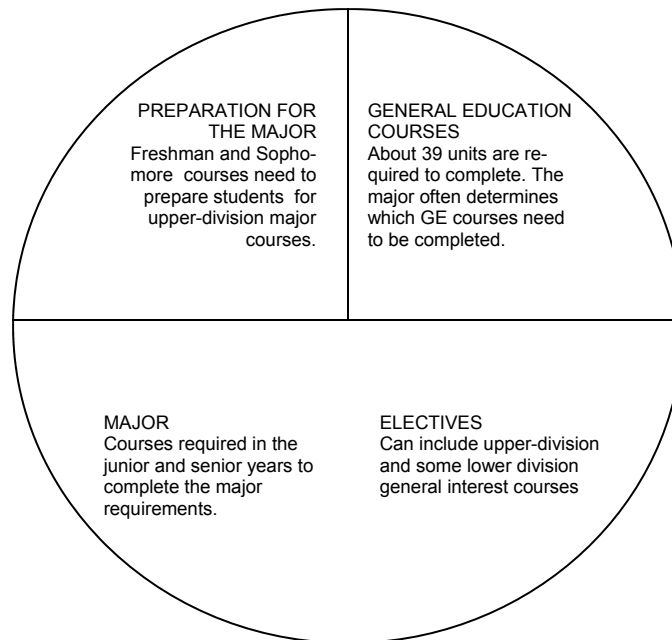 PREPARATION FOR
THE MAJOR
Freshman and Sopho-
more courses need to
prepare students for
upper-division major
courses.
GENERAL EDUCATION
COURSES
About 39 units are re-
quired to complete. The
major often determines
which GE courses need
to be completed.
MAJOR
Courses required in the
junior and senior years to
complete the major
requirements.
ELECTIVES
Can include upper-division
and some lower division
general interest courses